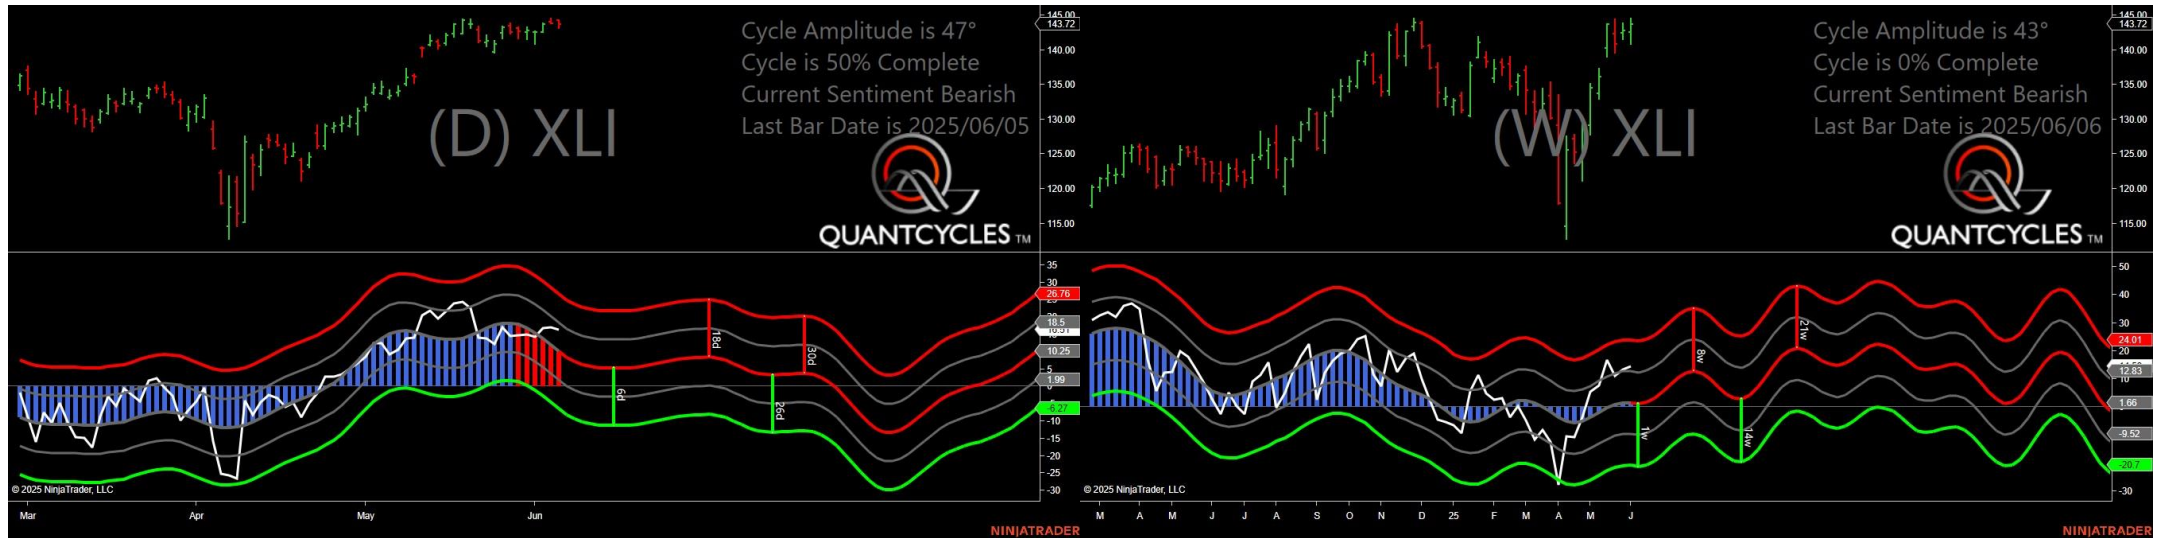 Cycle Amplitude is 47°
Cycle is 50% Complete
Current Sentiment Bearish
Last Bar Date is 2025/06/05
(D) XLI
QUANTCYCLES TM
145.00
143.72
140.00
135.00
130.00
125.00
120.00
115.00
35
30
26.76
18.5
10.25
5
1.99
-6.27
-10
-15
-20
-25
-30
18d
30d
6d
26d
© 2025 NinjaTrader, LLC
Mar
Apr
May
Jun
NINJATRADER
Cycle Amplitude is 43°
Cycle is 0% Complete
Current Sentiment Bearish
Last Bar Date is 2025/06/06
(W) XLI
QUANTCYCLES TM
145.00
143.72
140.00
135.00
130.00
125.00
120.00
115.00
50
40
30
24.01
20
12.83
10
1.66
-9.52
-20.7
-30
8w
21w
1w
14w
© 2025 NinjaTrader, LLC
M A M J J A S O N D 25 F M A M J
NINJATRADER